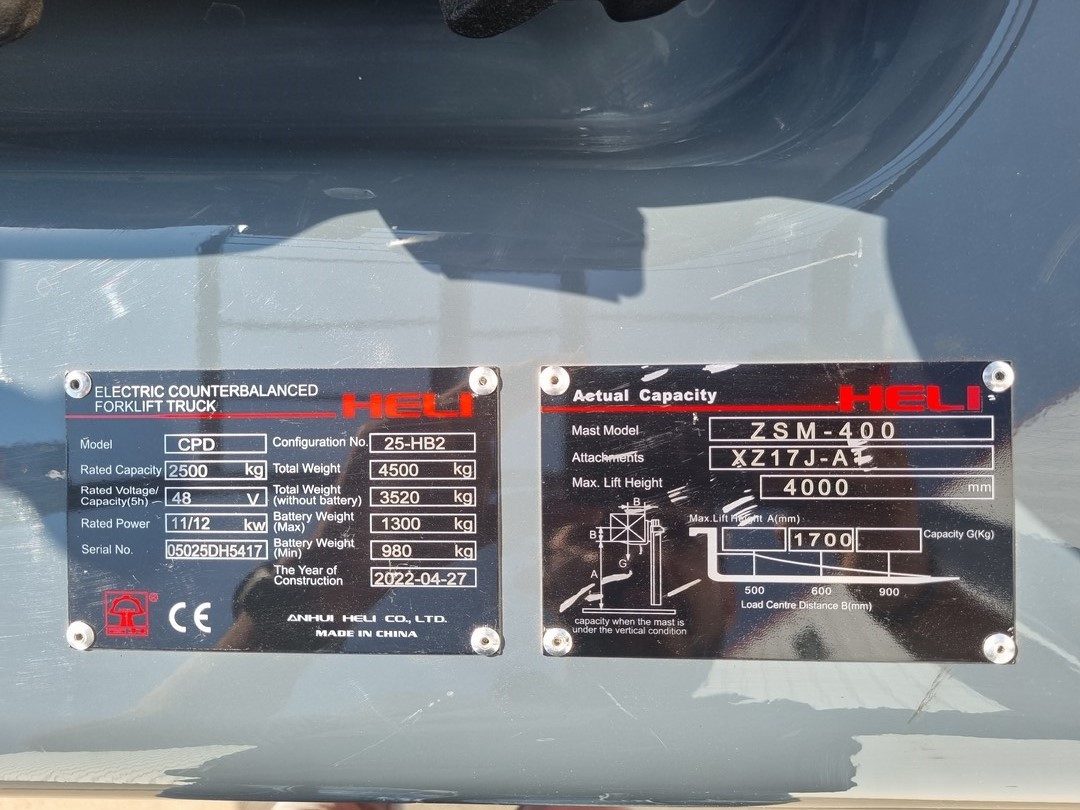 ELECTRIC COUNTERBALANCED
FORKLIFT TRUCK
HELI
Model CPD Configuration No. 25-HB2
Rated Capacity 2500 kg Total Weight 4500 kg
Rated Voltage/
Capacity(5h) 48 V Total Weight
(without battery) 3520 kg
Rated Power 11/12 kw Battery Weight
(Max) 1300 kg
Serial No. 05025DH5417 Battery Weight
(Min) 980 kg
The Year of
Construction 2022-04-27
CE
ANHUI HELI CO., LTD.
MADE IN CHINA
Actual Capacity HELI
Mast Model ZSM-400
Attachments
Max. Lift Height 4000 mm
Max.Lift Height A(mm)
1700 Capacity G(Kg)
B
B
G
A
500 600 900
Load Centre Distance B(mm)
capacity when the mast is
under the vertical condition